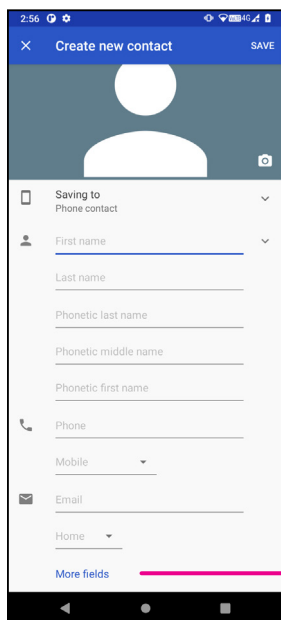 2:56 4G
Create new contact SAVE
Saving to
Phone contact
First name
Last name
Phonetic last name
Phonetic middle name
Phonetic first name
Phone
Mobile
Email
Home
More fields